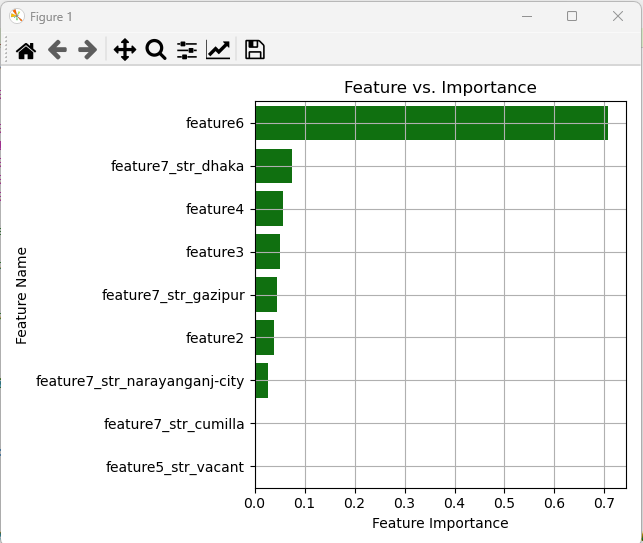 Figure 1
Feature vs. Importance
feature6
feature7_str_dhaka
feature4
feature3
feature7_str_gazipur
feature2
feature7_str_narayanganj-city
feature7_str_cumilla
feature5_str_vacant
Feature Name
0.0 0.1 0.2 0.3 0.4 0.5 0.6 0.7
Feature Importance